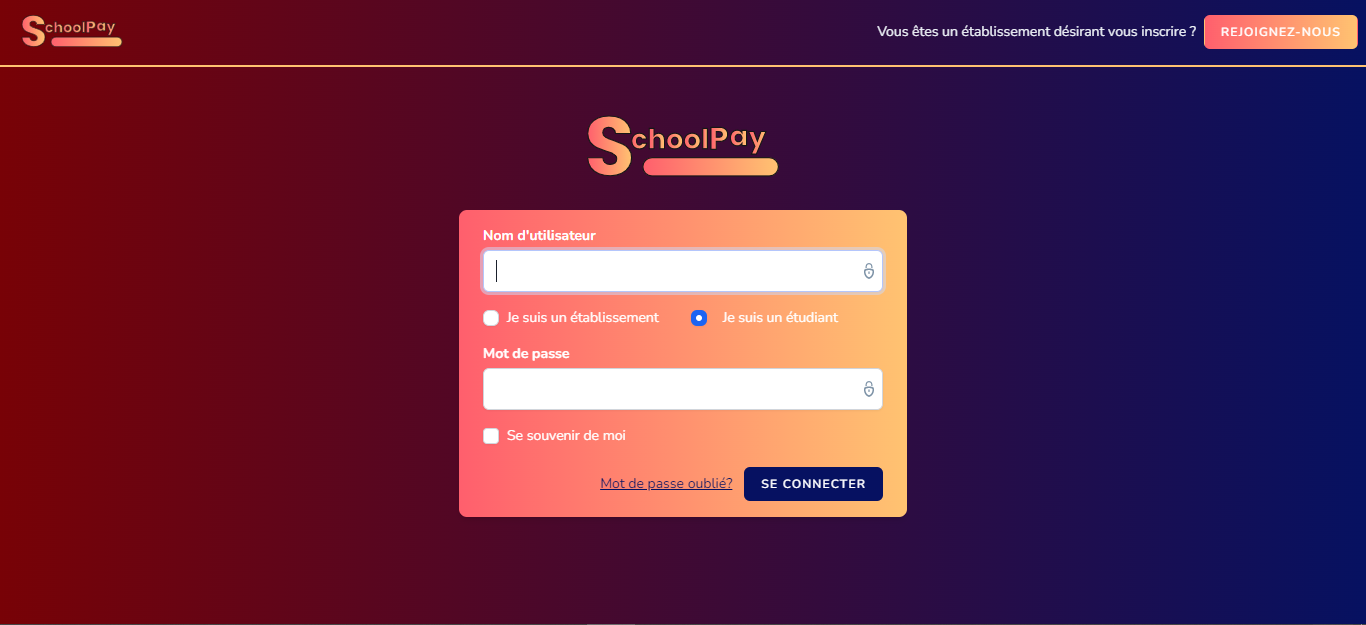 SchoolPay
Vous êtes un établissement désirant vous inscrire ?
REJOIGNEZ-NOUS
SchoolPay
Nom d'utilisateur
Je suis un établissement
Je suis un étudiant
Mot de passe
Se souvenir de moi
Mot de passe oublié?
SE CONNECTER